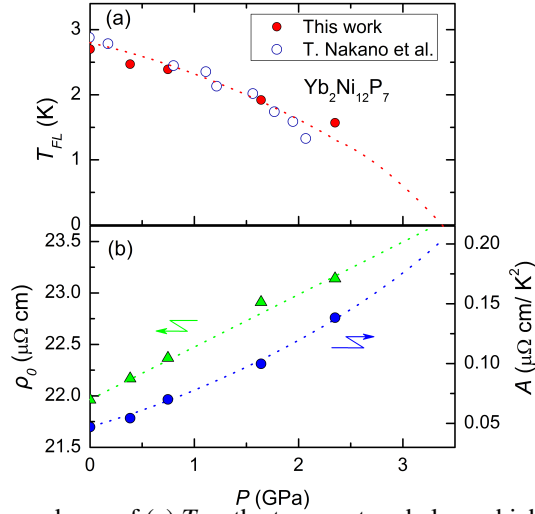 (a)
This work
T. Nakano et al.
Yb2Ni12P7
TFL (K)
3
2
1
0
(b)
23.5
23.0
22.5
22.0
21.5
ρ0 (μΩ cm)
0.20
0.15
0.10
0.05
A (μΩ cm/ K2)
0
1
2
3
P (GPa)